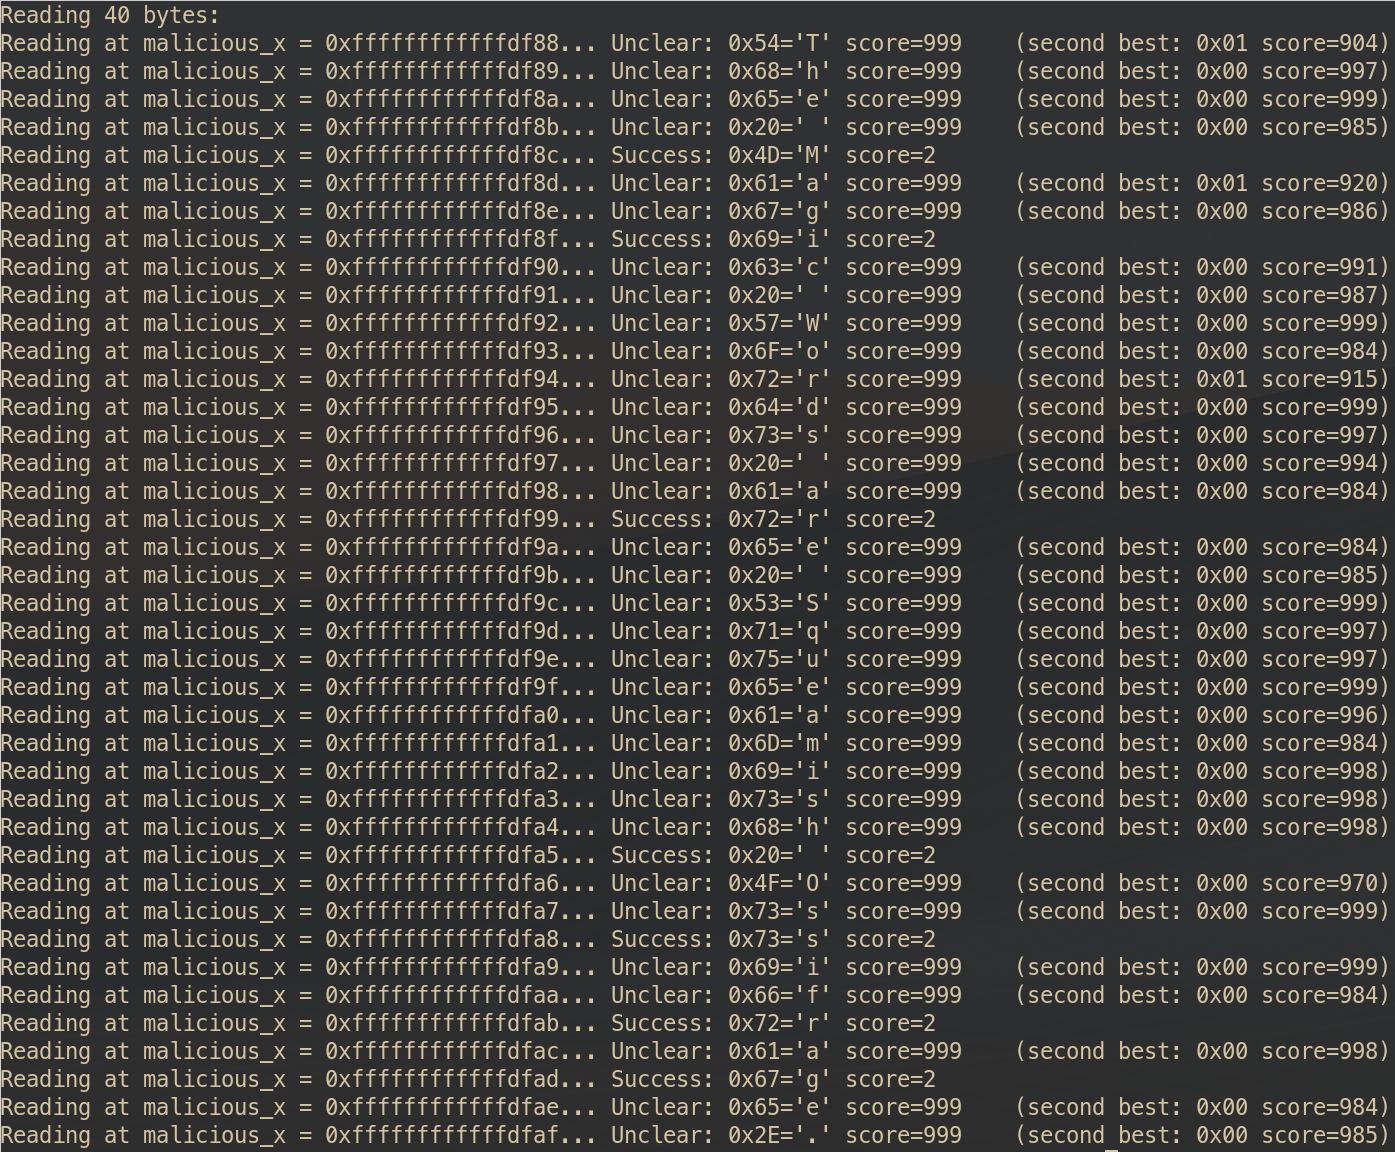 Reading 40 bytes:
Reading at malicious_x = 0xffffffffffffdf88... Unclear: 0x54='T' score=999    (second best: 0x01 score=904)
Reading at malicious_x = 0xffffffffffffdf89... Unclear: 0x68='h' score=999    (second best: 0x00 score=997)
Reading at malicious_x = 0xffffffffffffdf8a... Unclear: 0x65='e' score=999    (second best: 0x00 score=999)
Reading at malicious_x = 0xffffffffffffdf8b... Unclear: 0x20=' ' score=999    (second best: 0x00 score=985)
Reading at malicious_x = 0xffffffffffffdf8c... Success: 0x4D='M' score=2
Reading at malicious_x = 0xffffffffffffdf8d... Unclear: 0x61='a' score=999    (second best: 0x01 score=920)
Reading at malicious_x = 0xffffffffffffdf8e... Unclear: 0x67='g' score=999    (second best: 0x00 score=986)
Reading at malicious_x = 0xffffffffffffdf8f... Success: 0x69='i' score=2
Reading at malicious_x = 0xffffffffffffdf90... Unclear: 0x63='c' score=999    (second best: 0x00 score=991)
Reading at malicious_x = 0xffffffffffffdf91... Unclear: 0x20=' ' score=999    (second best: 0x00 score=987)
Reading at malicious_x = 0xffffffffffffdf92... Unclear: 0x57='W' score=999    (second best: 0x00 score=999)
Reading at malicious_x = 0xffffffffffffdf93... Unclear: 0x6F='o' score=999    (second best: 0x00 score=984)
Reading at malicious_x = 0xffffffffffffdf94... Unclear: 0x72='r' score=999    (second best: 0x01 score=915)
Reading at malicious_x = 0xffffffffffffdf95... Unclear: 0x64='d' score=999    (second best: 0x00 score=999)
Reading at malicious_x = 0xffffffffffffdf96... Unclear: 0x73='s' score=999    (second best: 0x00 score=997)
Reading at malicious_x = 0xffffffffffffdf97... Unclear: 0x20=' ' score=999    (second best: 0x00 score=994)
Reading at malicious_x = 0xffffffffffffdf98... Unclear: 0x61='a' score=999    (second best: 0x00 score=984)
Reading at malicious_x = 0xffffffffffffdf99... Success: 0x72='r' score=2
Reading at malicious_x = 0xffffffffffffdf9a... Unclear: 0x65='e' score=999    (second best: 0x00 score=984)
Reading at malicious_x = 0xffffffffffffdf9b... Unclear: 0x20=' ' score=999    (second best: 0x00 score=985)
Reading at malicious_x = 0xffffffffffffdf9c... Unclear: 0x53='S' score=999    (second best: 0x00 score=999)
Reading at malicious_x = 0xffffffffffffdf9d... Unclear: 0x71='q' score=999    (second best: 0x00 score=997)
Reading at malicious_x = 0xffffffffffffdf9e... Unclear: 0x75='u' score=999    (second best: 0x00 score=997)
Reading at malicious_x = 0xffffffffffffdf9f... Unclear: 0x65='e' score=999    (second best: 0x00 score=999)
Reading at malicious_x = 0xffffffffffffdfa0... Unclear: 0x61='a' score=999    (second best: 0x00 score=996)
Reading at malicious_x = 0xffffffffffffdfa1... Unclear: 0x6D='m' score=999    (second best: 0x00 score=984)
Reading at malicious_x = 0xffffffffffffdfa2... Unclear: 0x69='i' score=999    (second best: 0x00 score=998)
Reading at malicious_x = 0xffffffffffffdfa3... Unclear: 0x73='s' score=999    (second best: 0x00 score=998)
Reading at malicious_x = 0xffffffffffffdfa4... Unclear: 0x68='h' score=999    (second best: 0x00 score=998)
Reading at malicious_x = 0xffffffffffffdfa5... Success: 0x20=' ' score=2
Reading at malicious_x = 0xffffffffffffdfa6... Unclear: 0x4F='O' score=999    (second best: 0x00 score=970)
Reading at malicious_x = 0xffffffffffffdfa7... Unclear: 0x73='s' score=999    (second best: 0x00 score=999)
Reading at malicious_x = 0xffffffffffffdfa8... Success: 0x73='s' score=2
Reading at malicious_x = 0xffffffffffffdfa9... Unclear: 0x69='i' score=999    (second best: 0x00 score=999)
Reading at malicious_x = 0xffffffffffffdfaa... Unclear: 0x66='f' score=999    (second best: 0x00 score=984)
Reading at malicious_x = 0xffffffffffffdfab... Success: 0x72='r' score=2
Reading at malicious_x = 0xffffffffffffdfac... Unclear: 0x61='a' score=999    (second best: 0x00 score=998)
Reading at malicious_x = 0xffffffffffffdfad... Success: 0x67='g' score=2
Reading at malicious_x = 0xffffffffffffdfae... Unclear: 0x65='e' score=999    (second best: 0x00 score=984)
Reading at malicious_x = 0xffffffffffffdfaf... Unclear: 0x2E='.' score=999    (second best: 0x00 score=985)